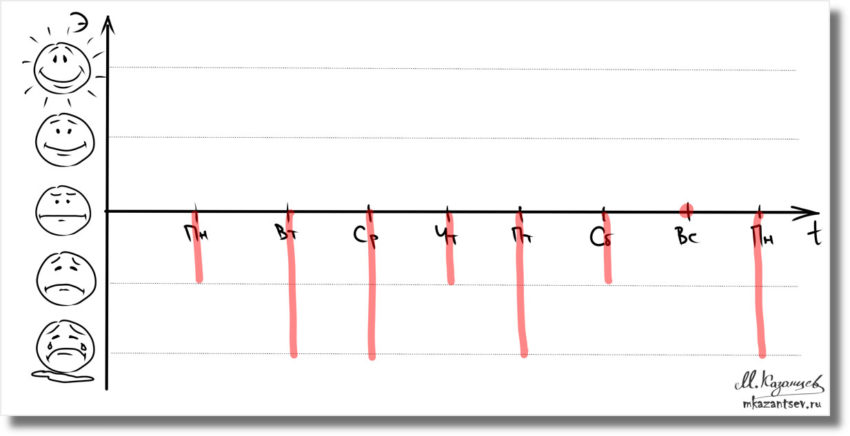 Э
Пн Вт Ср Чт Пт Сб Вс Пн t
М. Казанцев
mkazantsev.ru